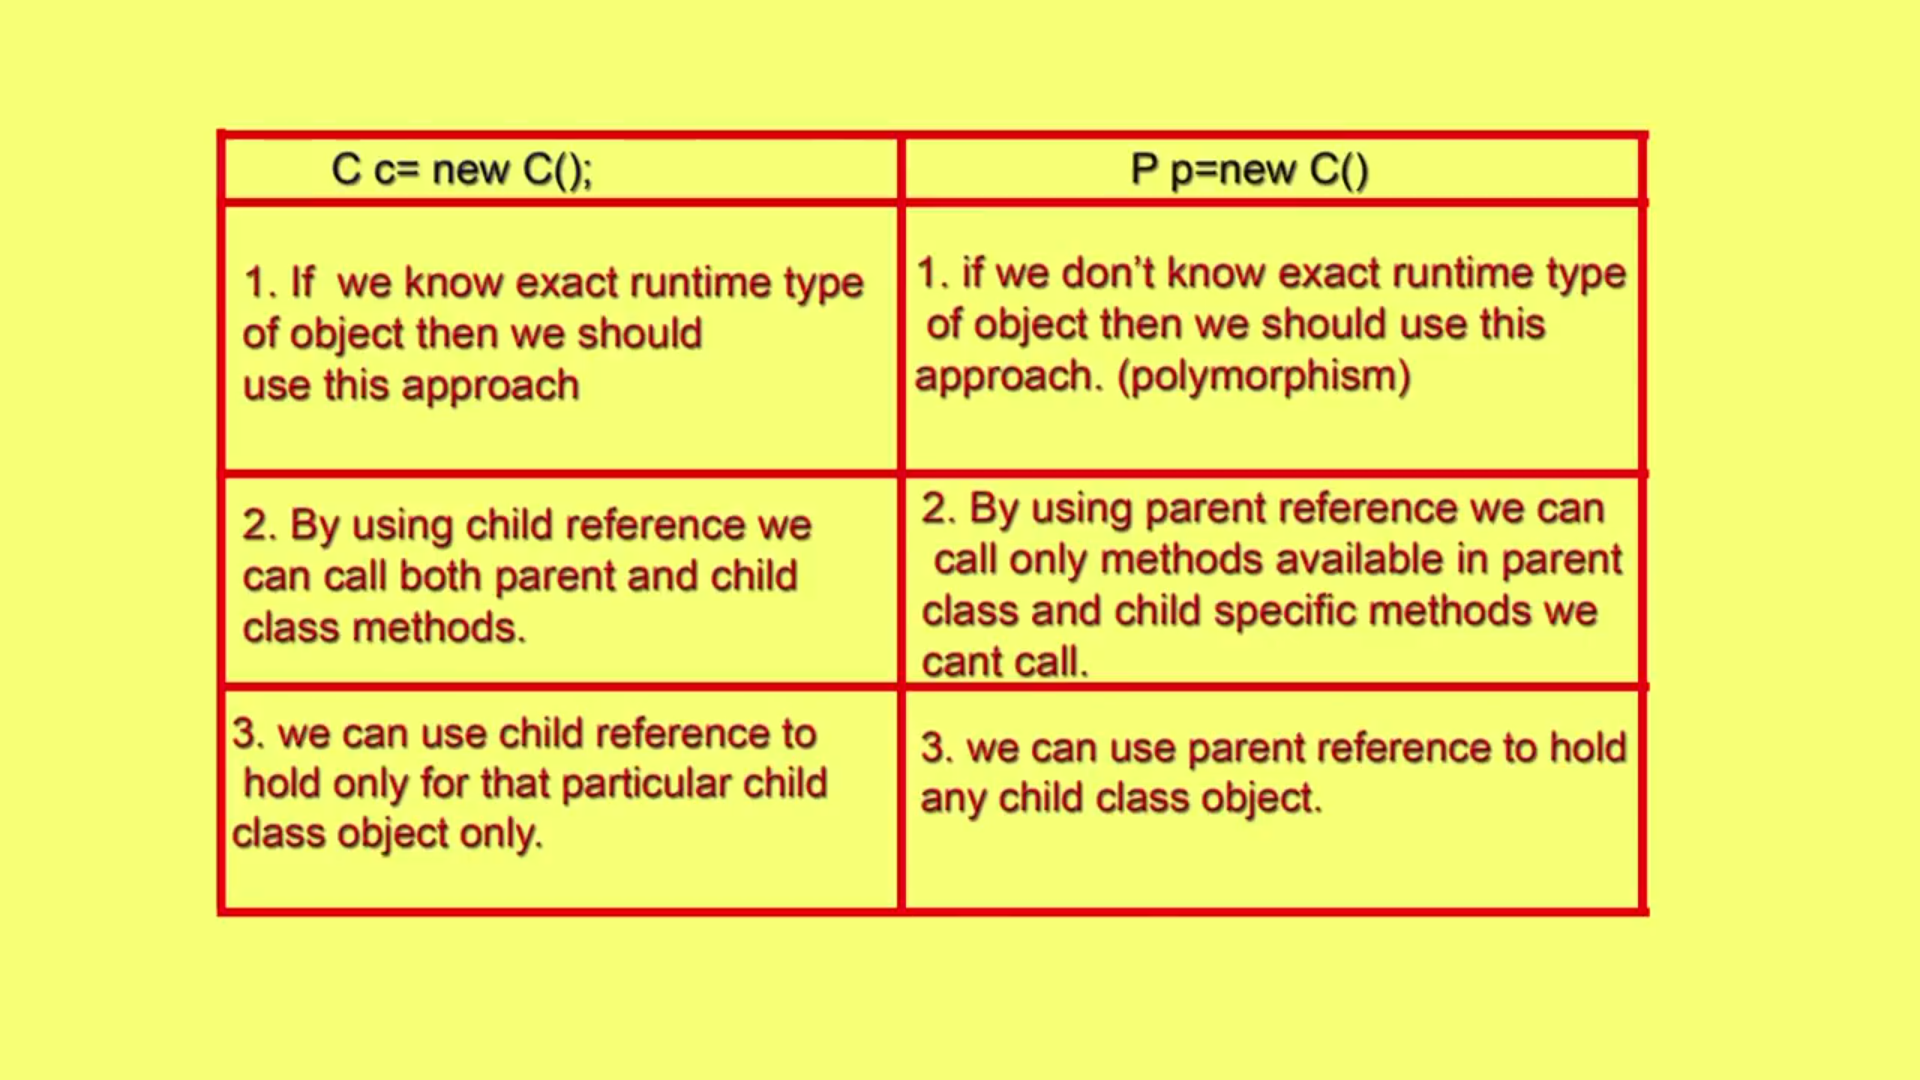 C c= new C();
P p=new C()
1. If we know exact runtime type
of object then we should
use this approach
1. if we don't know exact runtime type
of object then we should use this
approach. (polymorphism)
2. By using child reference we
can call both parent and child
class methods.
2. By using parent reference we can
call only methods available in parent
class and child specific methods we
cant call.
3. we can use child reference to
hold only for that particular child
class object only.
3. we can use parent reference to hold
any child class object.